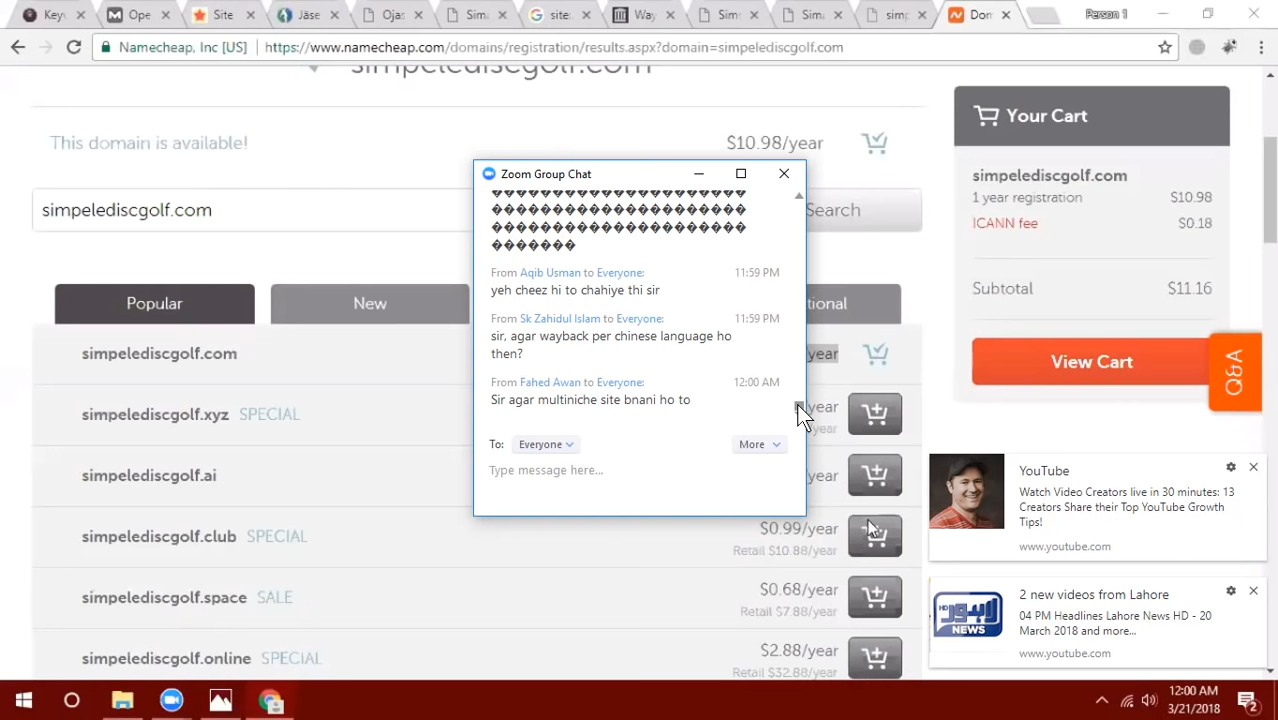 Keyv
Ope
Site
Jäse
Ojas
Sima
site:
Way
Sima
Sima
simp
Dom
Person 1
Namecheap, Inc [US]
https://www.namecheap.com/domains/registration/results.aspx?domain=simpelediscgolf.com
simpelediscgolf.com
This domain is available!
$10.98/year
simpelediscgolf.com
Search
Popular
New
simpelediscgolf.com
year
simpelediscgolf.xyz SPECIAL
year
year
simpelediscgolf.ai
year
simpelediscgolf.club SPECIAL
$0.99/year
Retail $10.88/year
simpelediscgolf.space SALE
$0.68/year
Retail $7.88/year
simpelediscgolf.online SPECIAL
$2.88/year
Retail $32.88/year
Zoom Group Chat
�����������������������
�����������������������
�����������������������
�������
From Aqib Usman to Everyone: 11:59 PM
yeh cheez hi to chahiye thi sir
From Sk Zahidul Islam to Everyone: 11:59 PM
sir, agar wayback per chinese language ho
then?
From Fahed Awan to Everyone: 12:00 AM
Sir agar multiniche site bnani ho to
To: Everyone
More
Type message here...
Your Cart
simpelediscgolf.com
1 year registration $10.98
ICANN fee $0.18
Subtotal $11.16
View Cart
Q&A
YouTube
Watch Video Creators live in 30 minutes: 13
Creators Share their Top YouTube Growth
Tips!
www.youtube.com
2 new videos from Lahore
04 PM Headlines Lahore News HD - 20
March 2018 and more...
www.youtube.com
HD
لاہور
NEWS
12:00 AM
3/21/2018
2